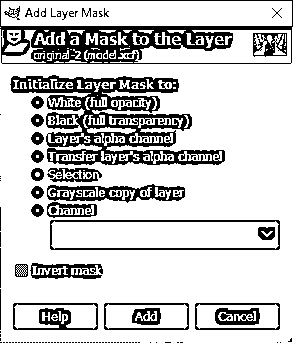 Add Layer Mask
Add a Mask to the Layer
original-2 (model.xcf)
Initialize Layer Mask to:
White (full opacity)
Black (full transparency)
Layer's alpha channel
Transfer layer's alpha channel
Selection
Grayscale copy of layer
Channel
Invert mask
Help Add Cancel